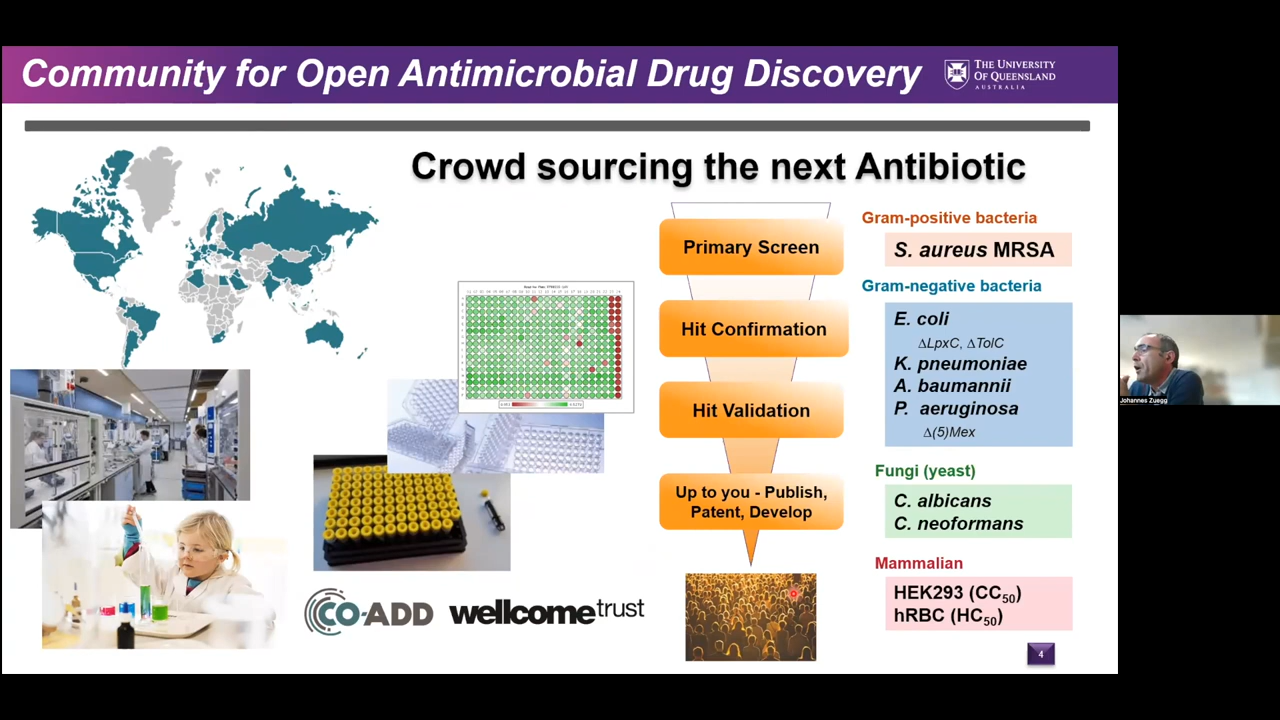 Community for Open Antimicrobial Drug Discovery
THE UNIVERSITY
OF QUEENSLAND
AUSTRALIA
Crowd sourcing the next Antibiotic
Primary Screen
Hit Confirmation
Hit Validation
Up to you - Publish,
Patent, Develop
Gram-positive bacteria
S. aureus MRSA
Gram-negative bacteria
E. coli
ΔLpxC, ΔTolC
K. pneumoniae
A. baumannii
P. aeruginosa
Δ(5)Mex
Fungi (yeast)
C. albicans
C. neoformans
Mammalian
HEK293 (CC50)
hRBC (HC50)
CO-ADD
wellcometrust
4
Johannes Zuegg